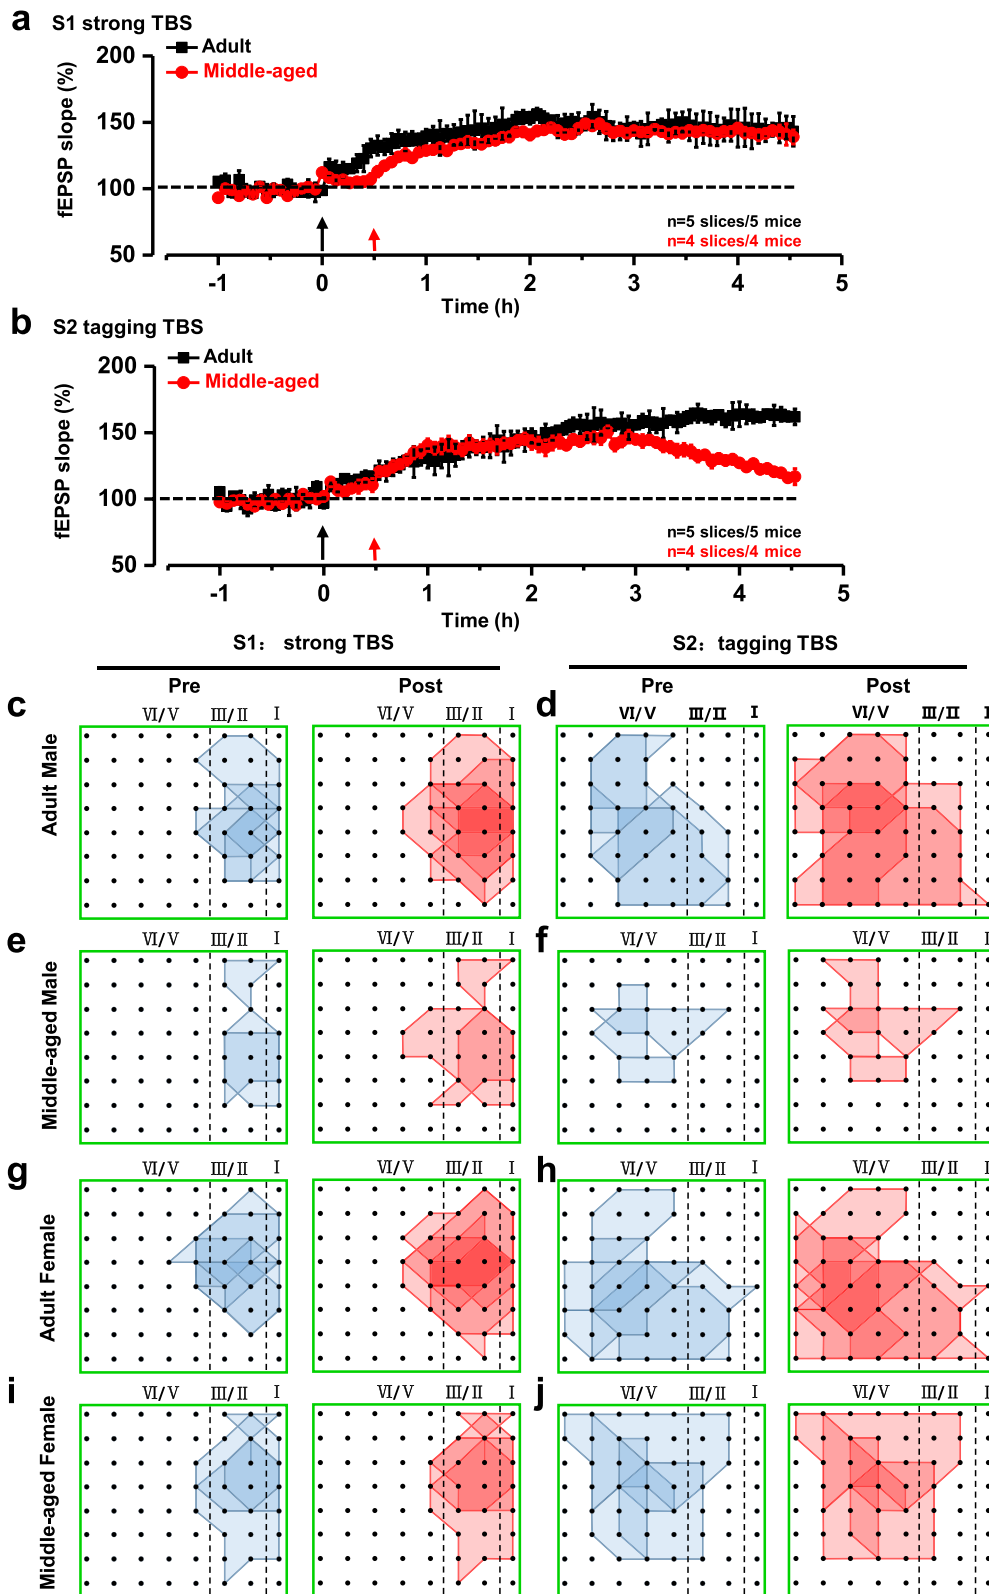 a S1 strong TBS
Adult
Middle-aged
fEPSP slope (%)
200
150
100
50
n=5 slices/5 mice
n=4 slices/4 mice
-1 0 1 2 3 4 5
Time (h)
b S2 tagging TBS
Adult
Middle-aged
fEPSP slope (%)
200
150
100
50
n=5 slices/5 mice
n=4 slices/4 mice
-1 0 1 2 3 4 5
Time (h)
S1: strong TBS S2: tagging TBS
Pre Post Pre Post
c Ⅵ/Ⅴ Ⅲ/Ⅱ Ⅰ Ⅵ/Ⅴ Ⅲ/Ⅱ Ⅰ d Ⅵ/Ⅴ Ⅲ/Ⅱ Ⅰ Ⅵ/Ⅴ Ⅲ/Ⅱ Ⅰ
Adult Male
e Ⅵ/Ⅴ Ⅲ/Ⅱ Ⅰ Ⅵ/Ⅴ Ⅲ/Ⅱ Ⅰ f Ⅵ/Ⅴ Ⅲ/Ⅱ Ⅰ Ⅵ/Ⅴ Ⅲ/Ⅱ Ⅰ
Middle-aged Male
g Ⅵ/Ⅴ Ⅲ/Ⅱ Ⅰ Ⅵ/Ⅴ Ⅲ/Ⅱ Ⅰ h Ⅵ/Ⅴ Ⅲ/Ⅱ Ⅰ Ⅵ/Ⅴ Ⅲ/Ⅱ Ⅰ
Adult Female
i Ⅵ/Ⅴ Ⅲ/Ⅱ Ⅰ Ⅵ/Ⅴ Ⅲ/Ⅱ Ⅰ j Ⅵ/Ⅴ Ⅲ/Ⅱ Ⅰ Ⅵ/Ⅴ Ⅲ/Ⅱ Ⅰ
Middle-aged Female